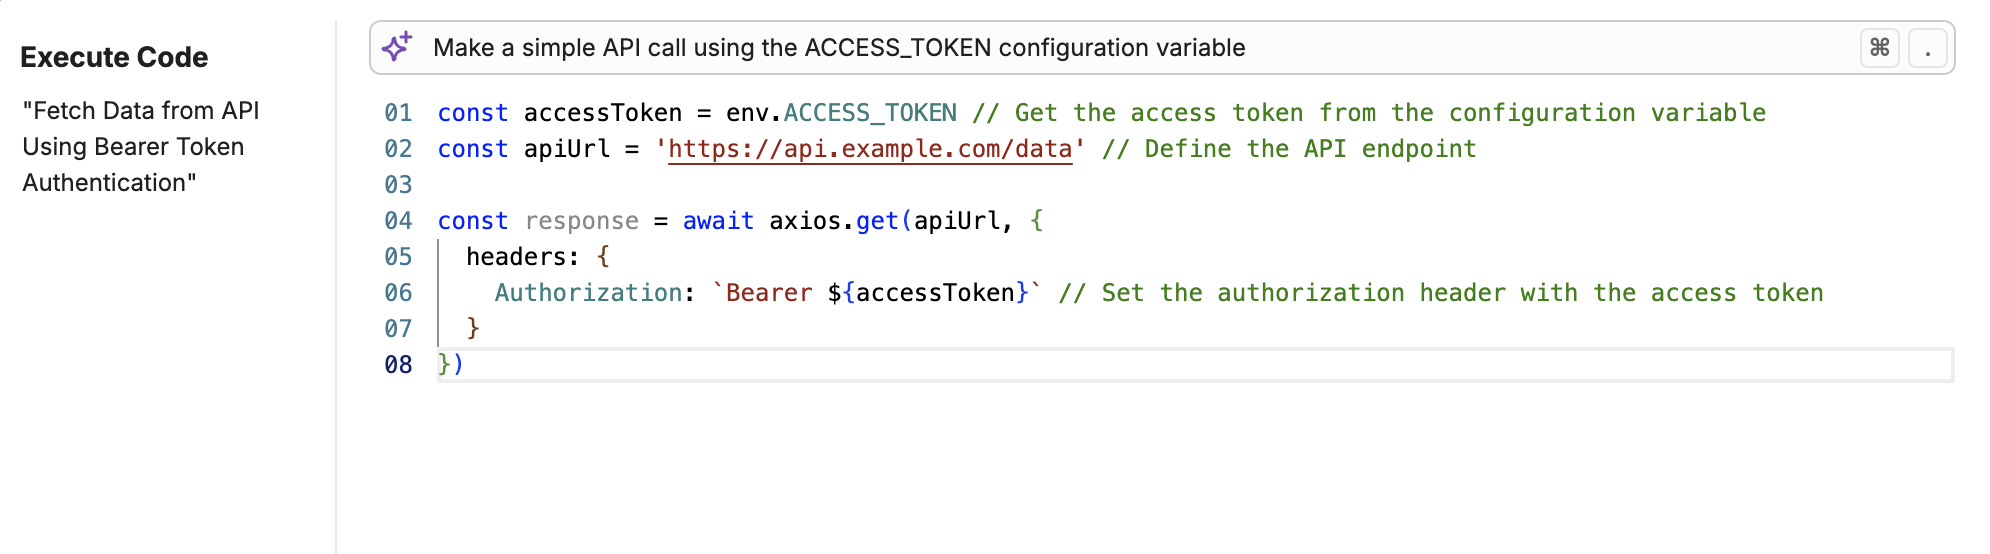 Execute Code
"Fetch Data from API
Using Bearer Token
Authentication"
Make a simple API call using the ACCESS_TOKEN configuration variable
⌘ .
01 const accessToken = env.ACCESS_TOKEN // Get the access token from the configuration variable
02 const apiUrl = 'https://api.example.com/data' // Define the API endpoint
03
04 const response = await axios.get(apiUrl, {
05   headers: {
06     Authorization: `Bearer ${accessToken}` // Set the authorization header with the access token
07   }
08 })